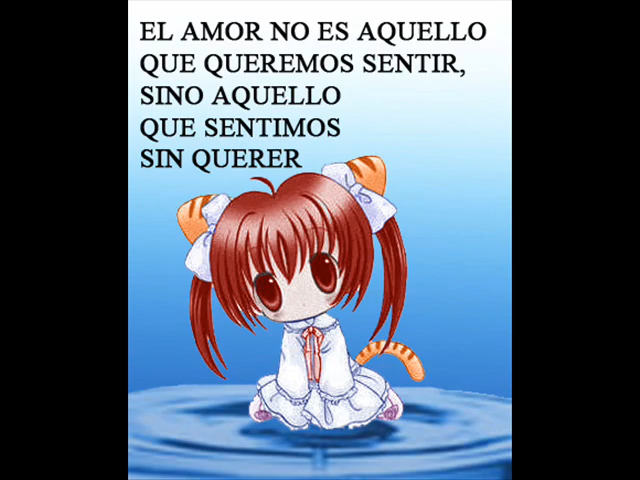 EL AMOR NO ES AQUELLO
QUE QUEREMOS SENTIR,
SINO AQUELLO
QUE SENTIMOS
SIN QUERER